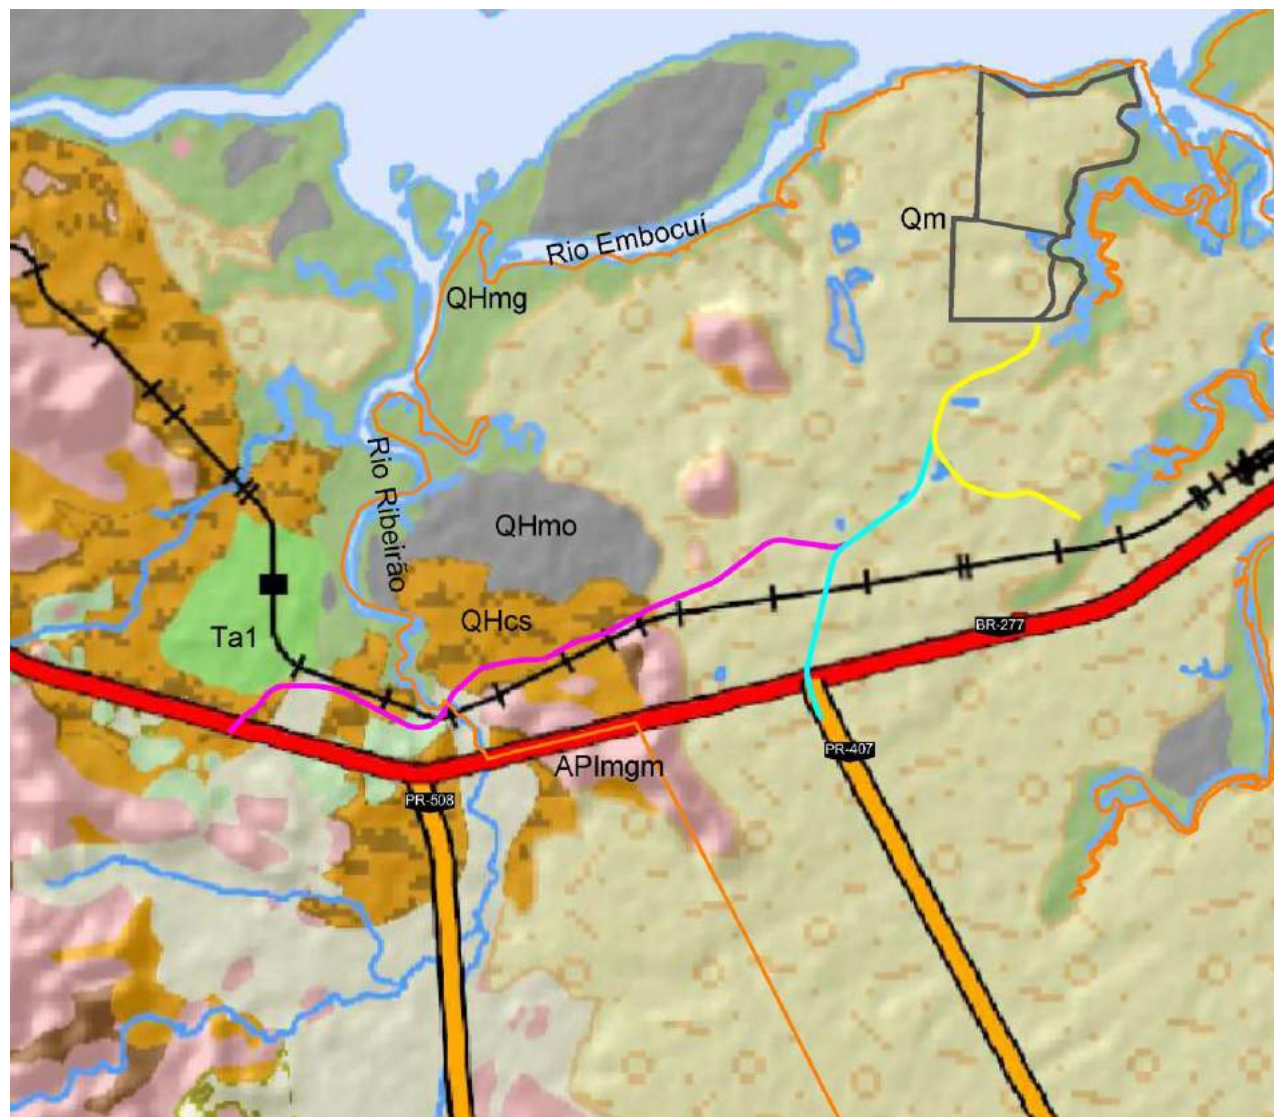 Qm
Rio Embocuí
QHmg
Rio Ribeirão
QHmo
QHcs
BR-277
Ta1
PR-407
APImgm
PR-508